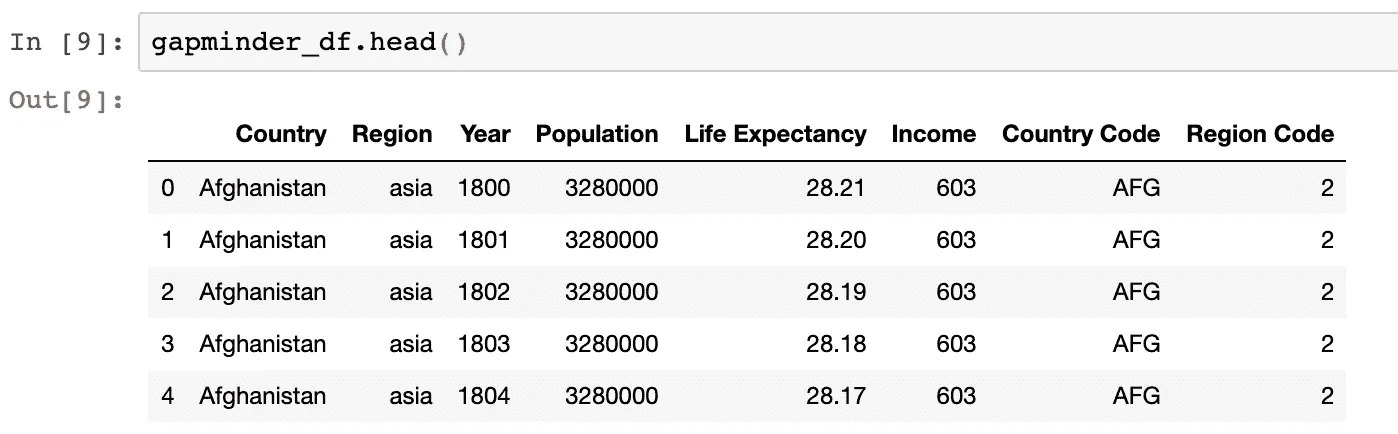 In [9]: gapminder_df.head()
Out[9]:
Country Region Year Population Life Expectancy Income Country Code Region Code
0 Afghanistan asia 1800 3280000 28.21 603 AFG 2
1 Afghanistan asia 1801 3280000 28.20 603 AFG 2
2 Afghanistan asia 1802 3280000 28.19 603 AFG 2
3 Afghanistan asia 1803 3280000 28.18 603 AFG 2
4 Afghanistan asia 1804 3280000 28.17 603 AFG 2